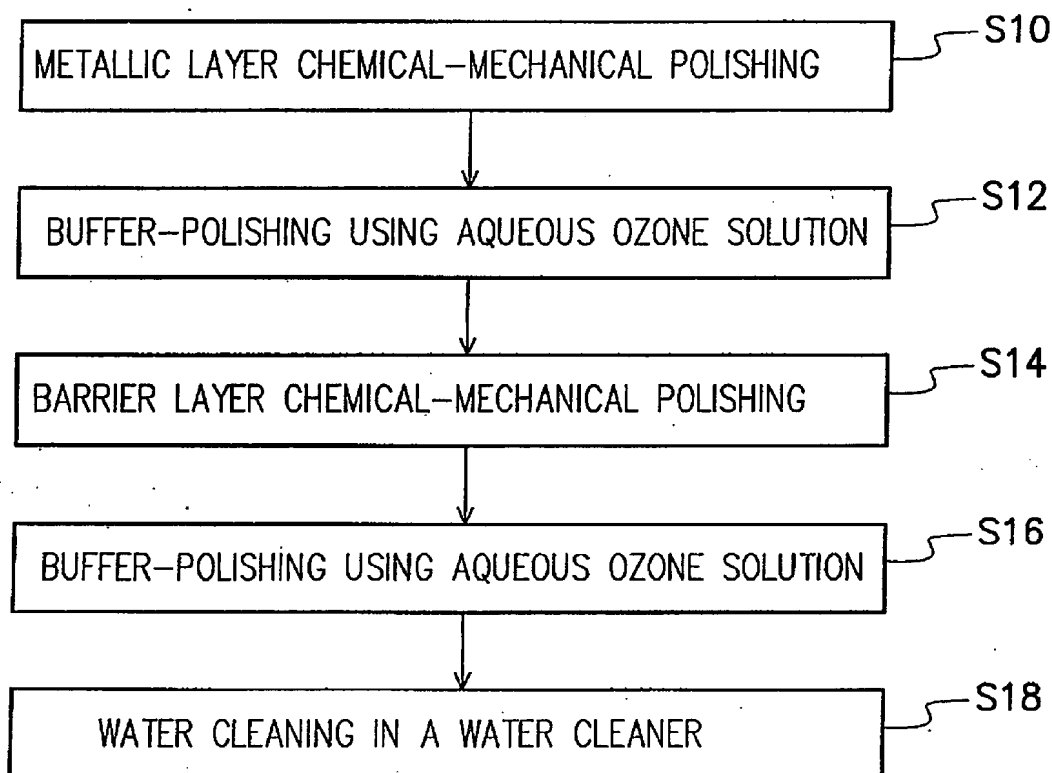 S10
METALLIC LAYER CHEMICAL-MECHANICAL POLISHING
S12
BUFFER-POLISHING USING AQUEOUS OZONE SOLUTION
S14
BARRIER LAYER CHEMICAL-MECHANICAL POLISHING
S16
BUFFER-POLISHING USING AQUEOUS OZONE SOLUTION
S18
WATER CLEANING IN A WATER CLEANER